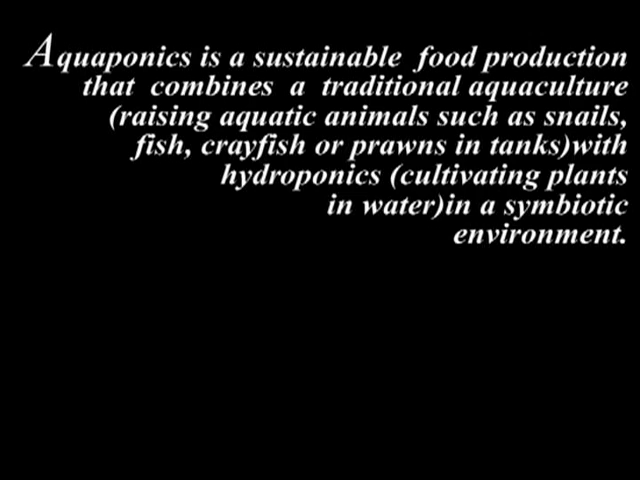 Aquaponics is a sustainable food production
that combines a traditional aquaculture
(raising aquatic animals such as snails,
fish, crayfish or prawns in tanks)with
hydroponics (cultivating plants
in water)in a symbiotic
environment.